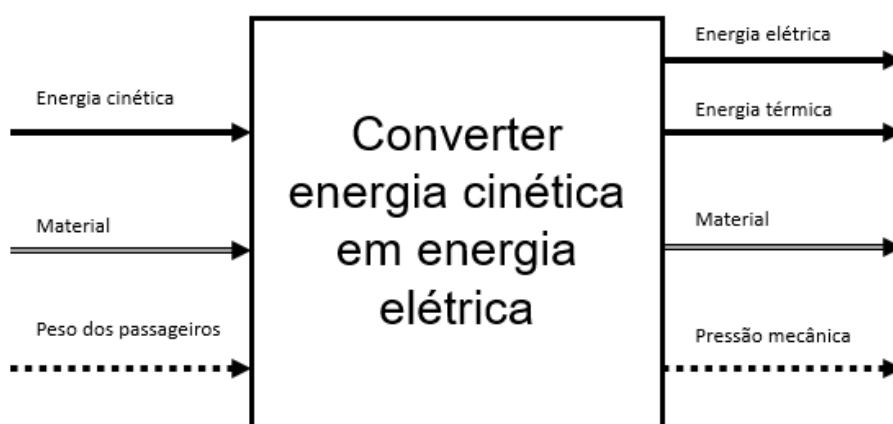 Energia cinética
Material
Peso dos passageiros
Converter
energia cinética
em energia
elétrica
Energia elétrica
Energia térmica
Material
Pressão mecânica